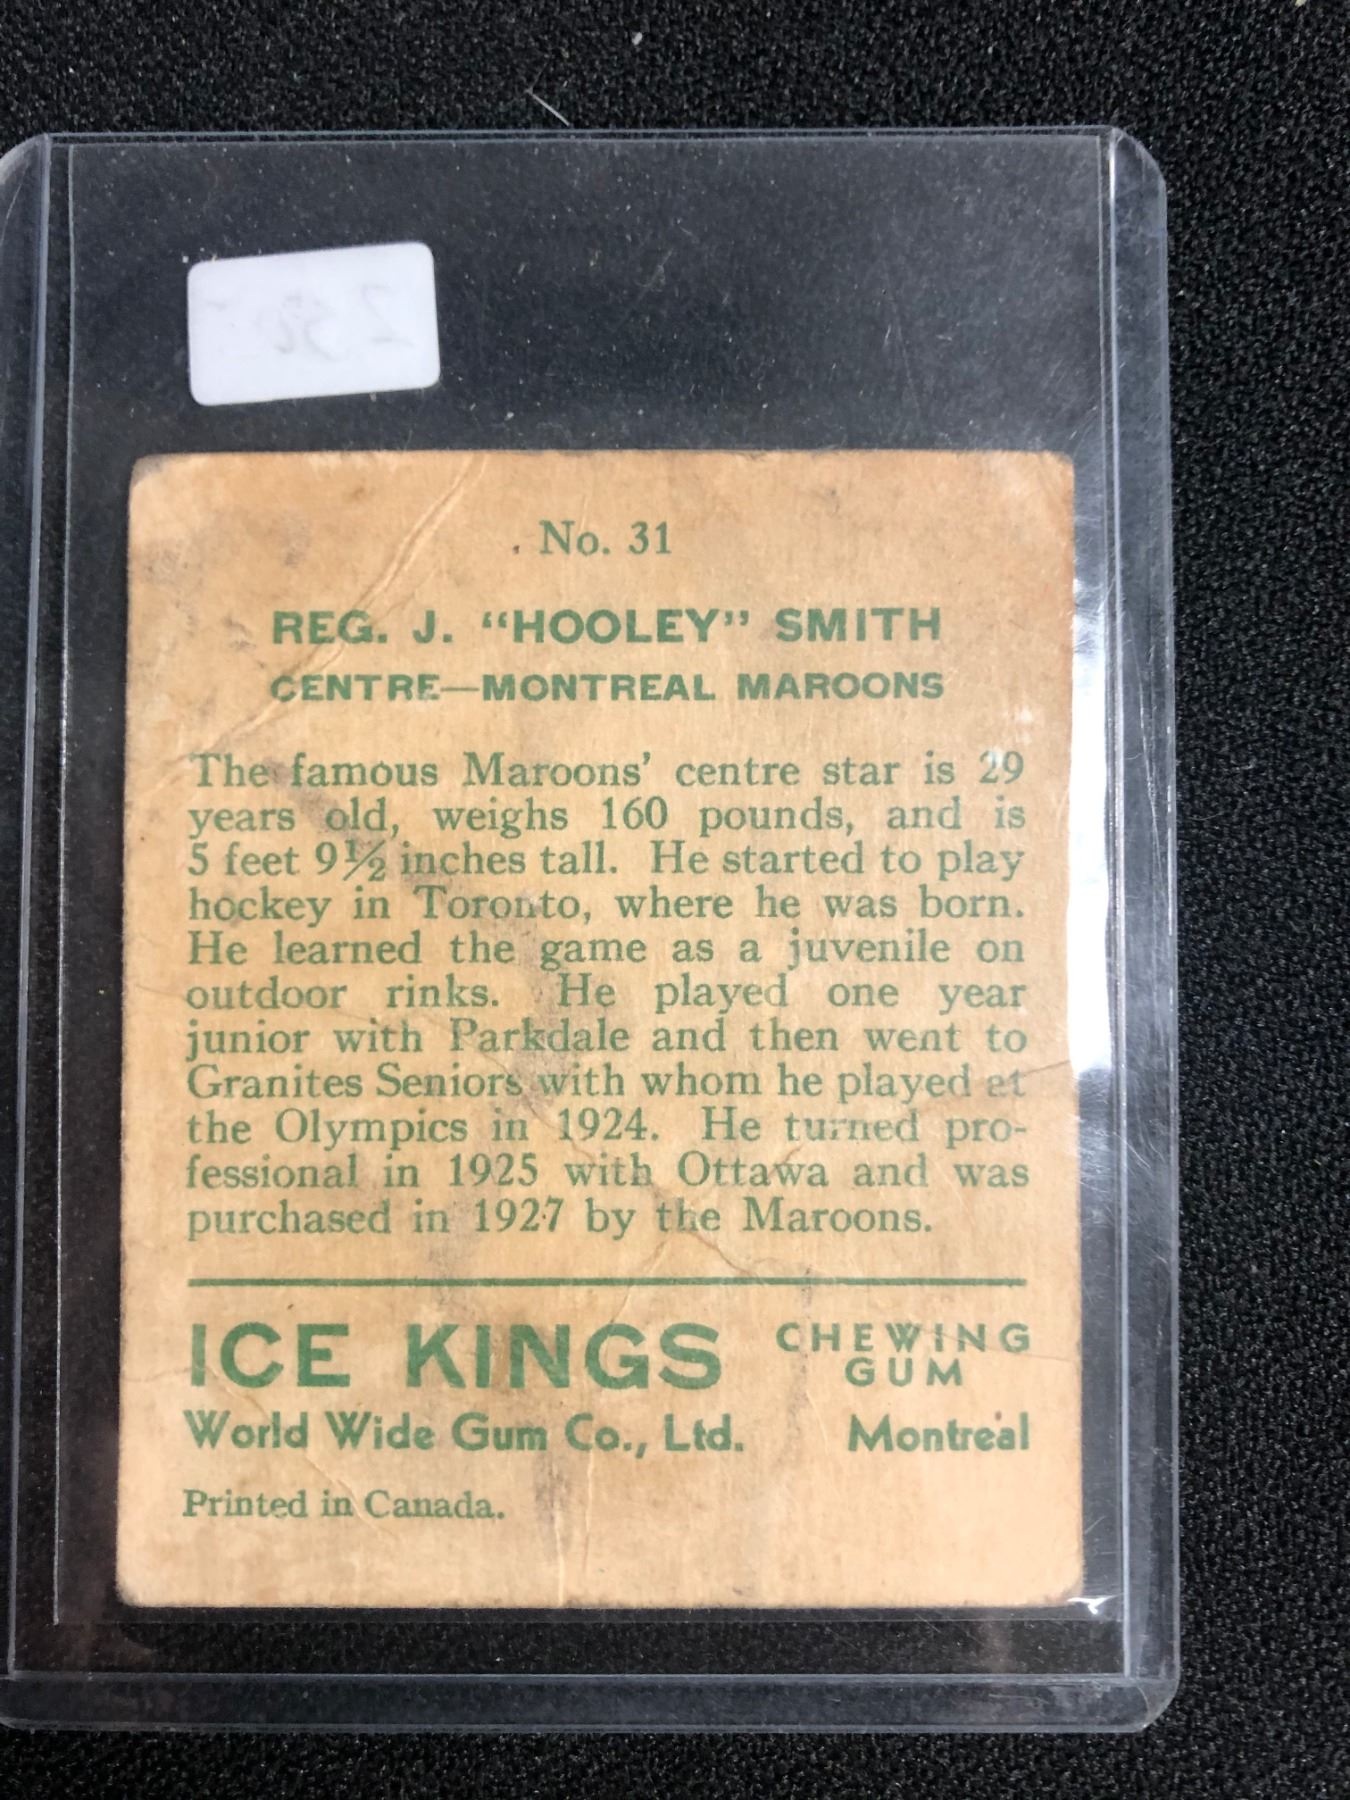 No. 31
REG. J. “HOOLEY” SMITH
CENTRE—MONTREAL MAROONS
The famous Maroons’ centre star is 29
years old, weighs 160 pounds, and is
5 feet 9½ inches tall. He started to play
hockey in Toronto, where he was born.
He learned the game as a juvenile on
outdoor rinks. He played one year
junior with Parkdale and then went to
Granites Seniors with whom he played at
the Olympics in 1924. He turned pro-
fessional in 1925 with Ottawa and was
purchased in 1927 by the Maroons.
ICE KINGS CHEWING GUM
World Wide Gum Co., Ltd. Montreal
Printed in Canada.